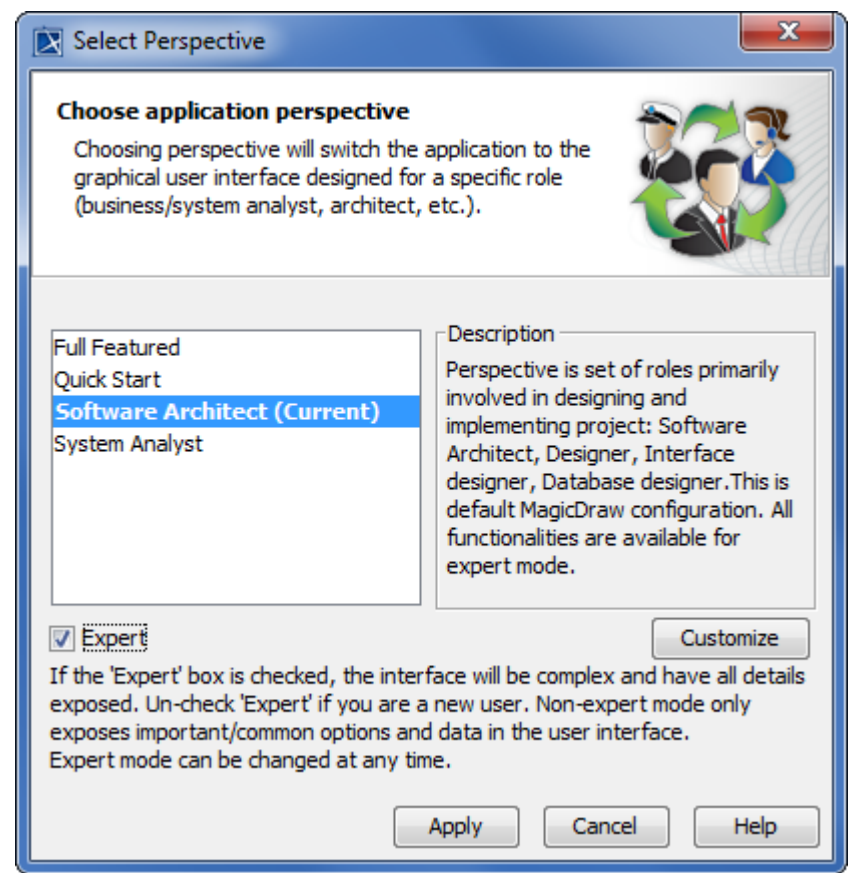 Select Perspective
Choose application perspective
Choosing perspective will switch the application to the
graphical user interface designed for a specific role
(business/system analyst, architect, etc.).
Full Featured
Quick Start
Software Architect (Current)
System Analyst
Description
Perspective is set of roles primarily
involved in designing and
implementing project: Software
Architect, Designer, Interface
designer, Database designer.This is
default MagicDraw configuration. All
functionalities are available for
expert mode.
Expert
Customize
If the 'Expert' box is checked, the interface will be complex and have all details
exposed. Un-check 'Expert' if you are a new user. Non-expert mode only
exposes important/common options and data in the user interface.
Expert mode can be changed at any time.
Apply
Cancel
Help